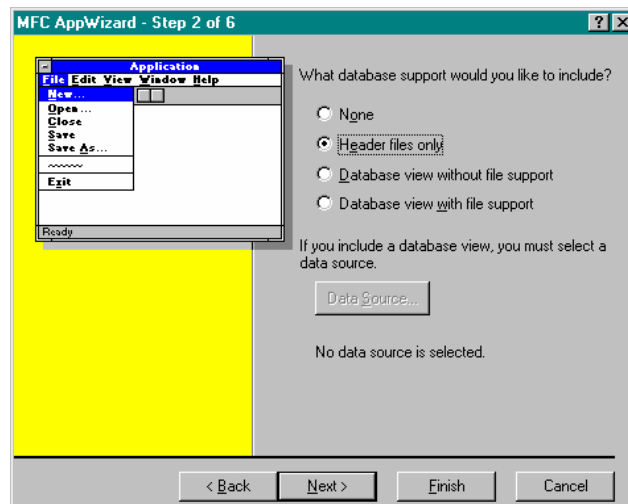 MFC AppWizard - Step 2 of 6
Application
File Edit View Window Help
New...
Open...
Close
Save
Save As...
Exit
Ready
What database support would you like to include?
None
Header files only
Database view without file support
Database view with file support
If you include a database view, you must select a
data source.
Data Source...
No data source is selected.
< Back Next > Finish Cancel